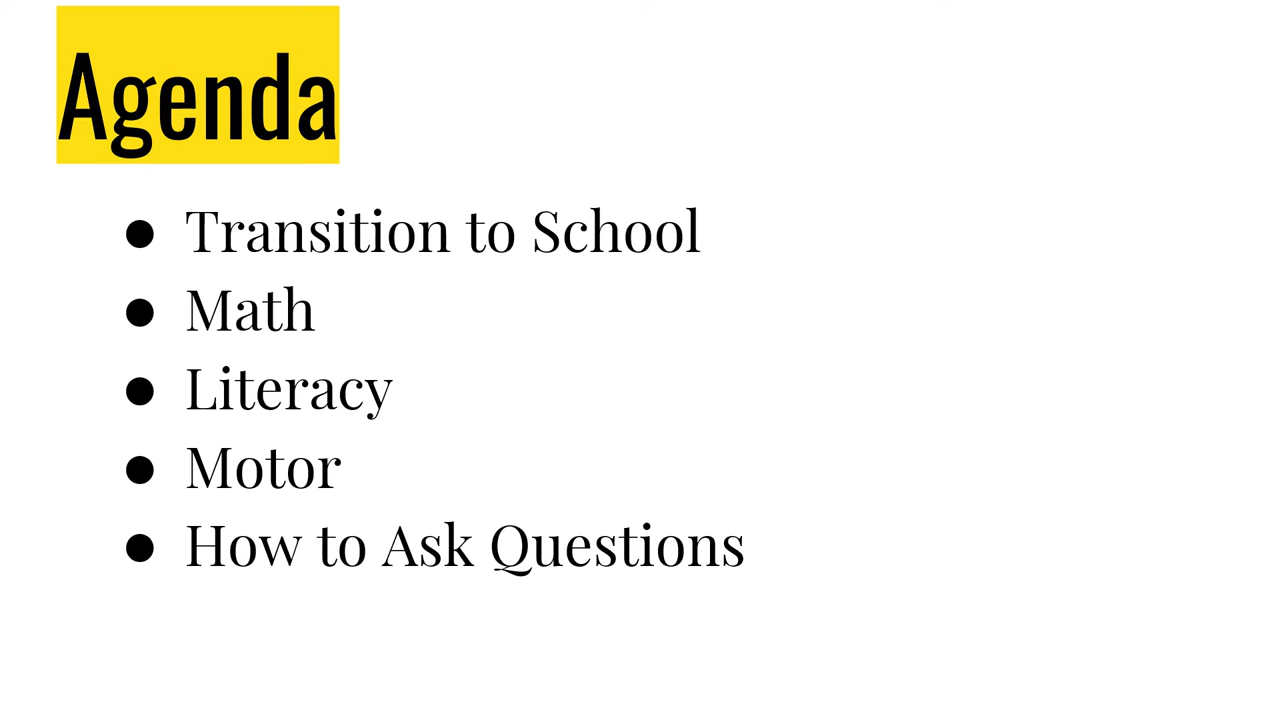 Agenda
● Transition to School
● Math
● Literacy
● Motor
● How to Ask Questions